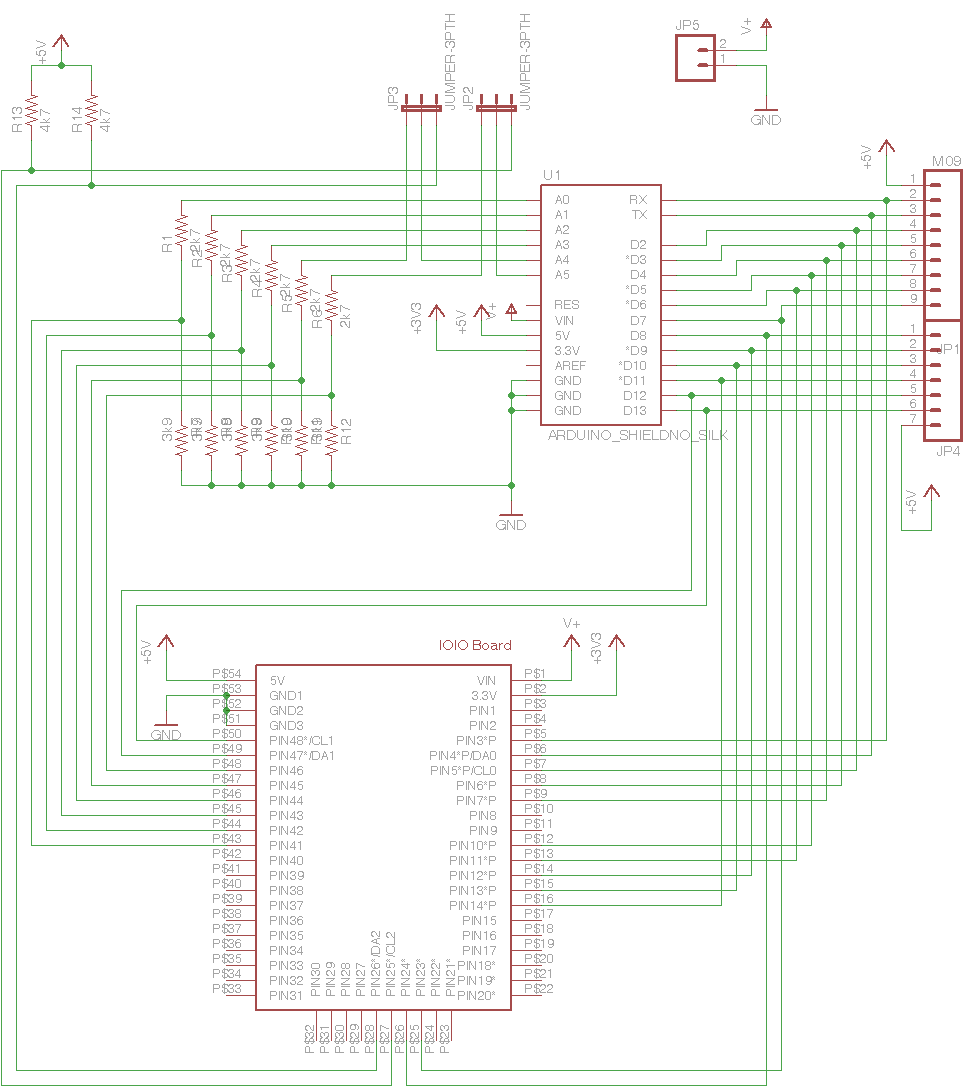 +5V
R13
4k7
R14
4k7
JP3
JUMPER-3PTH
JP2
JUMPER-3PTH
JP5
2
1
V+
GND
U1
A0
A1
A2
A3
A4
A5
RES
VIN
5V
3.3V
AREF
GND
GND
GND
RX
TX
D2
*D3
D4
*D5
*D6
D7
D8
*D9
*D10
*D11
D12
D13
ARDUINO_SHIELDNO_SILK
+3V3
+5V
V+
+5V
M09
1
2
3
4
5
6
7
8
9
1
2
3
4
5
6
7
JP1
JP4
+5V
R1
2k7
R2
2k7
R3
2k7
R4
2k7
R5
2k7
R6
2k7
3k9
3k9
R12
GND
IOIO Board
+5V
GND
V+
+3V3
P$54
P$53
P$52
P$51
P$50
P$49
P$48
P$47
P$46
P$45
P$44
P$43
P$42
P$41
P$40
P$39
P$38
P$37
P$36
P$35
P$34
P$33
5V
GND1
GND2
GND3
PIN48*/CL1
PIN47*/DA1
PIN46
PIN45
PIN44
PIN43
PIN42
PIN41
PIN40
PIN39
PIN38
PIN37
PIN36
PIN35
PIN34
PIN33
PIN32
PIN31
VIN
3.3V
PIN1
PIN2
PIN3*P
PIN4*P/DA0
PIN5*P/CL0
PIN6*P
PIN7*P
PIN8
PIN9
PIN10*P
PIN11*P
PIN12*P
PIN13*P
PIN14*P
PIN15
PIN16
PIN17
PIN18*
PIN19*
PIN20*
P$1
P$2
P$3
P$4
P$5
P$6
P$7
P$8
P$9
P$10
P$11
P$12
P$13
P$14
P$15
P$16
P$17
P$18
P$19
P$20
P$21
P$22
PIN30
PIN29
PIN28
PIN27
PIN26*/DA2
PIN25*/CL2
PIN24*
PIN23*
PIN22*
PIN21*
P$32
P$31
P$30
P$29
P$28
P$27
P$26
P$25
P$24
P$23